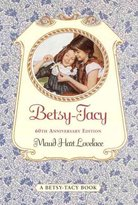 Betsy-Tacy
60TH ANNIVERSARY EDITION
Maud Hart Lovelace
A BETSY-TACY BOOK